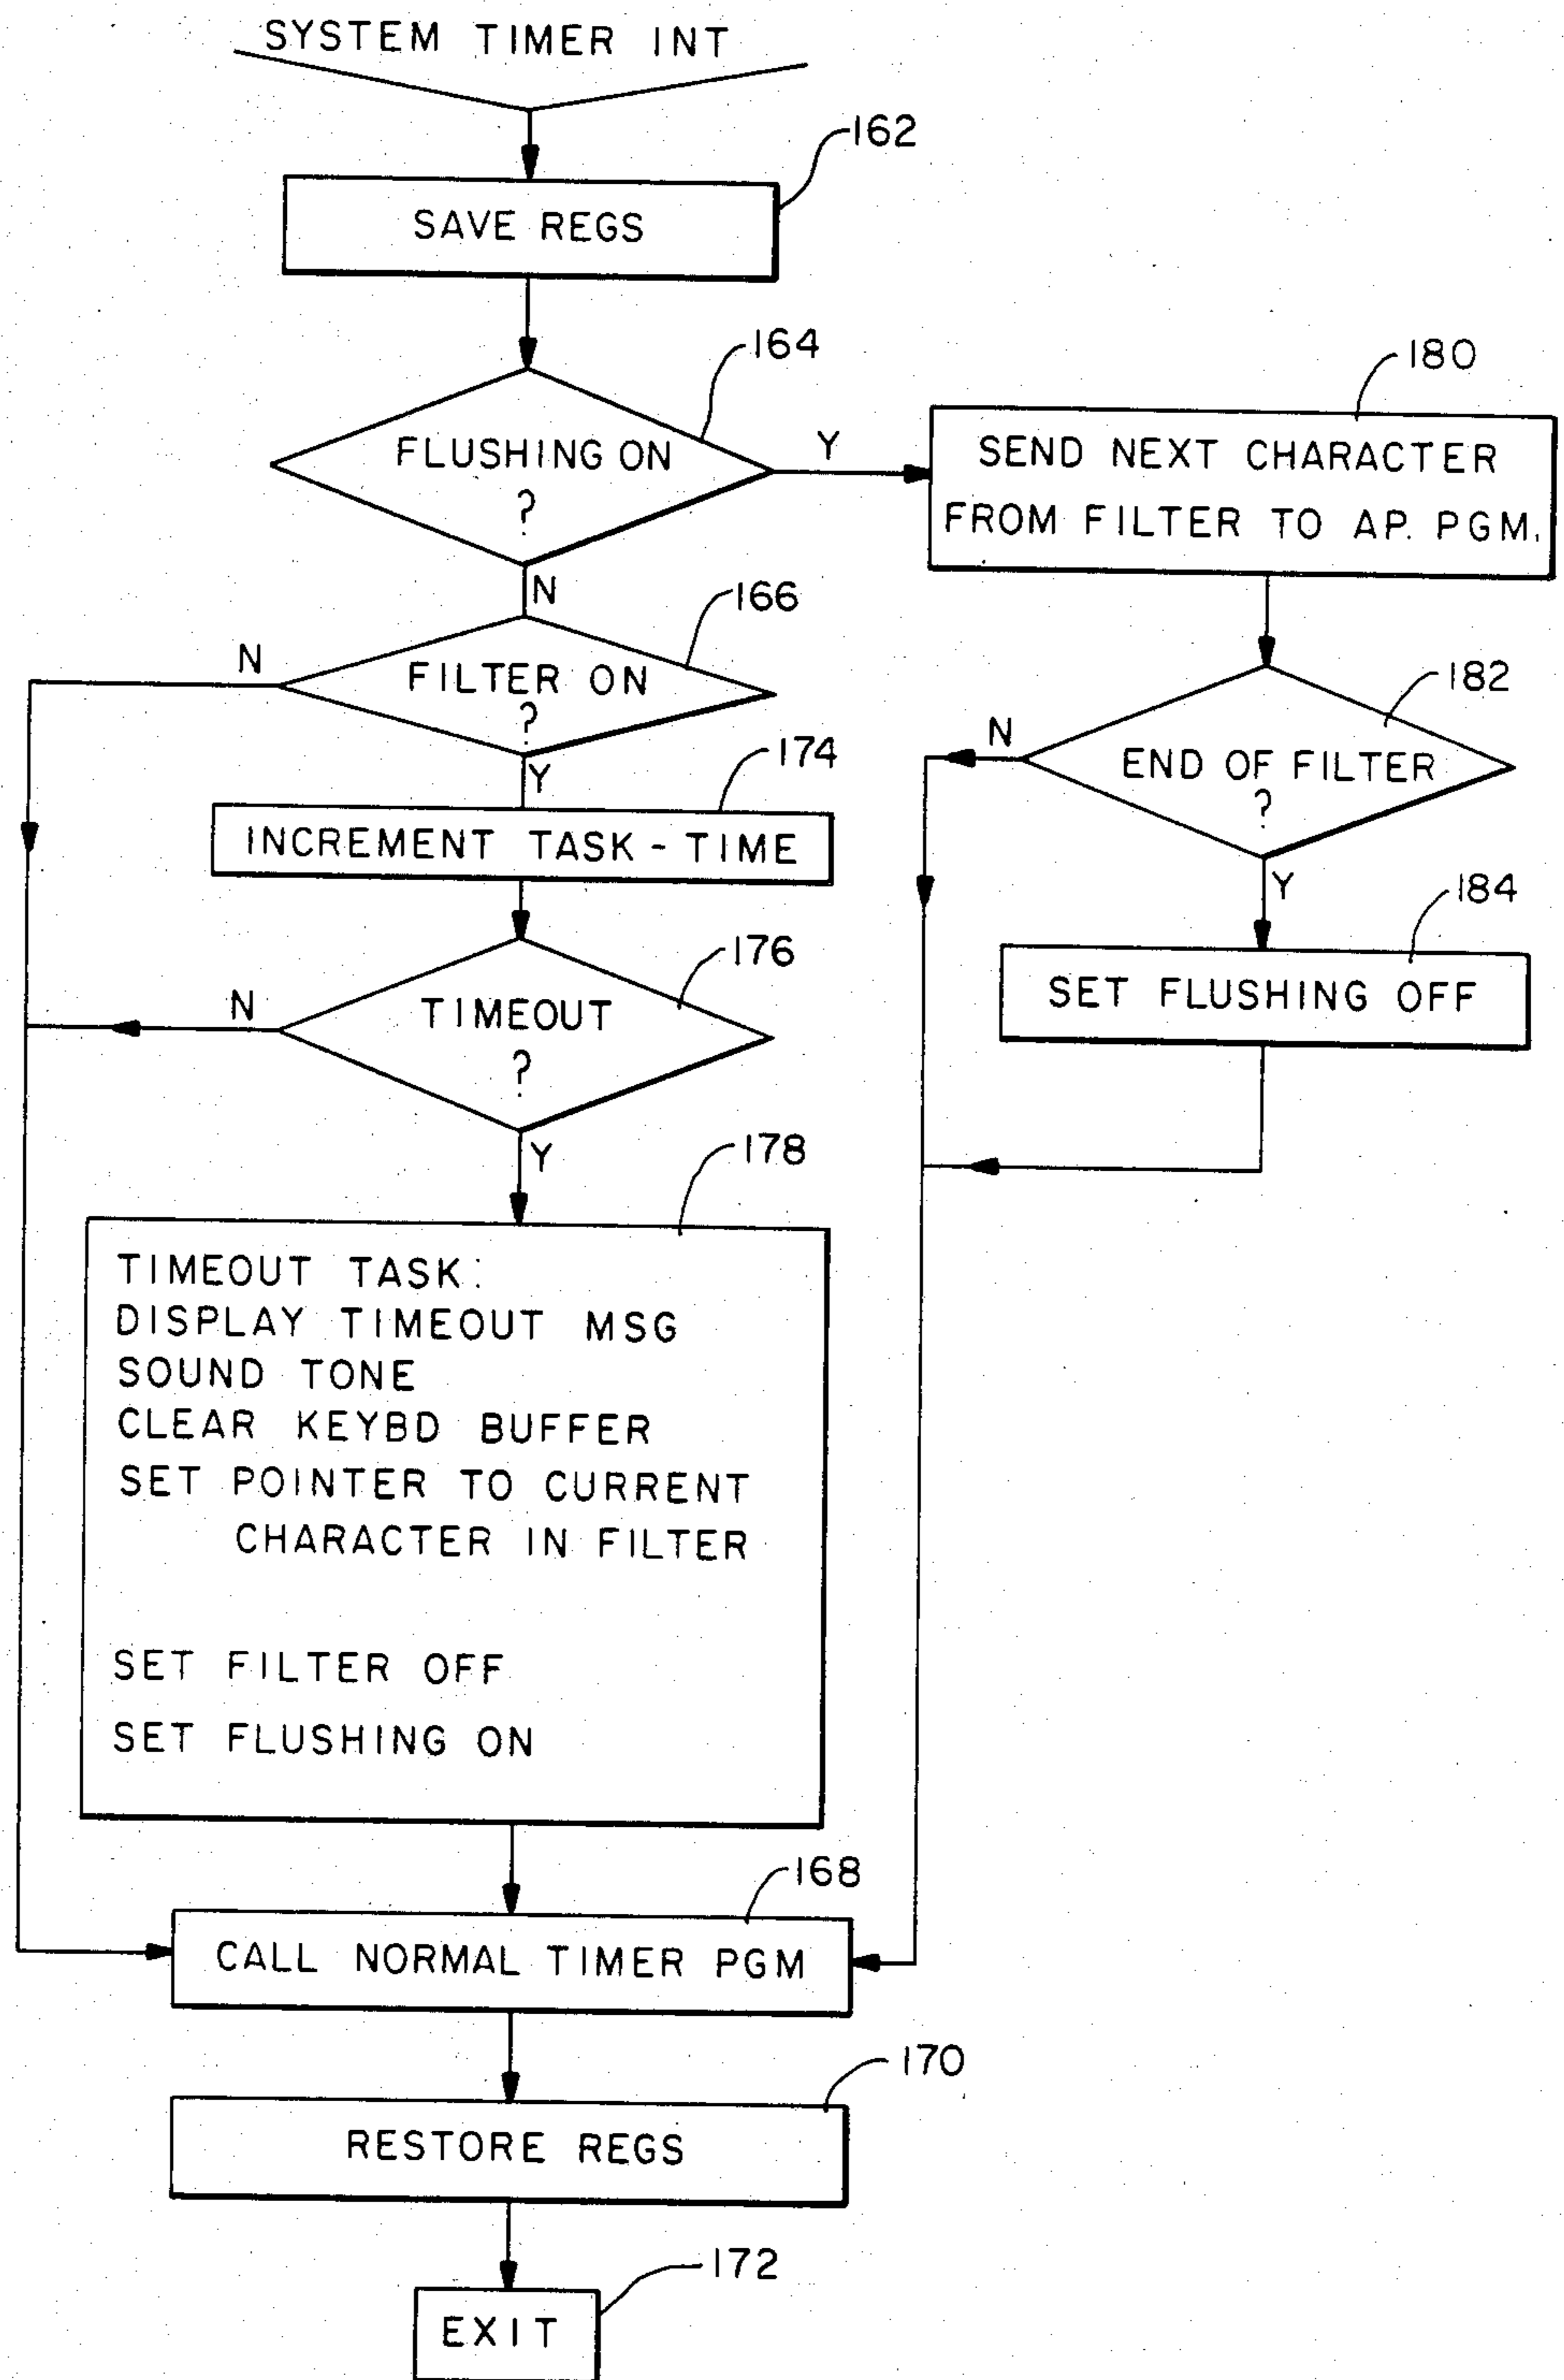 SYSTEM TIMER INT
162
SAVE REGS
164
FLUSHING ON
?
Y
N
180
SEND NEXT CHARACTER
FROM FILTER TO AP. PGM.
166
N
FILTER ON
?
Y
182
N
END OF FILTER
?
Y
174
INCREMENT TASK - TIME
184
SET FLUSHING OFF
176
N
TIMEOUT
?
Y
178
TIMEOUT TASK:
DISPLAY TIMEOUT MSG
SOUND TONE
CLEAR KEYBD BUFFER
SET POINTER TO CURRENT
CHARACTER IN FILTER
SET FILTER OFF
SET FLUSHING ON
168
CALL NORMAL TIMER PGM
170
RESTORE REGS
172
EXIT